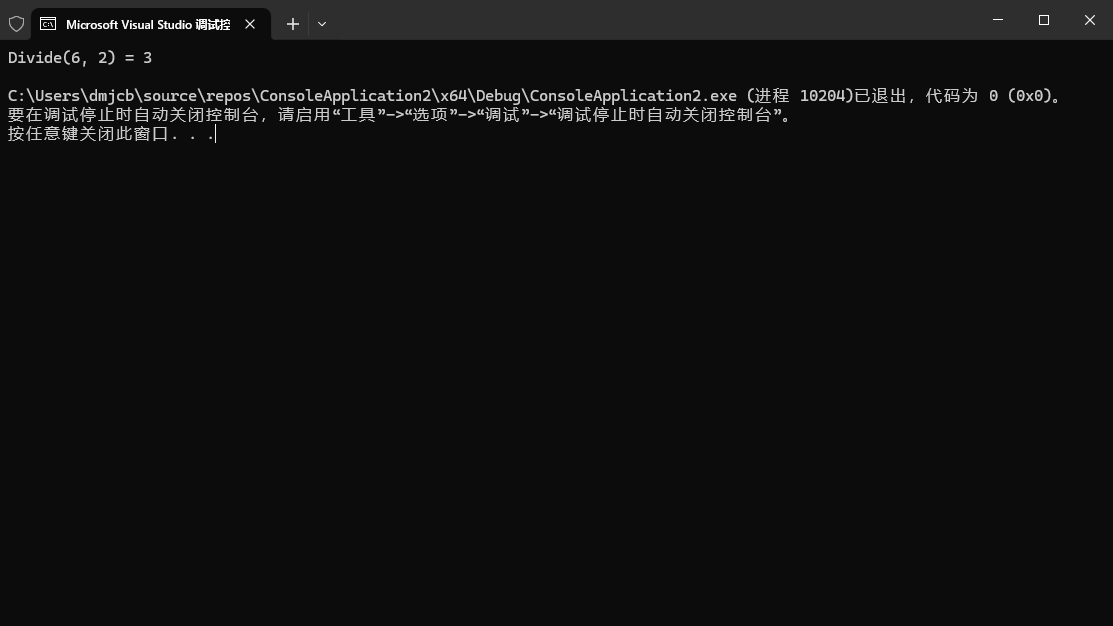 Microsoft Visual Studio 调试控
Divide(6, 2) = 3
C:\Users\dmjcb\source\repos\ConsoleApplication2\x64\Debug\ConsoleApplication2.exe (进程 10204)已退出，代码为 0 (0x0)。
要在调试停止时自动关闭控制台，请启用“工具”->“选项”->“调试”->“调试停止时自动关闭控制台”。
按任意键关闭此窗口. . .